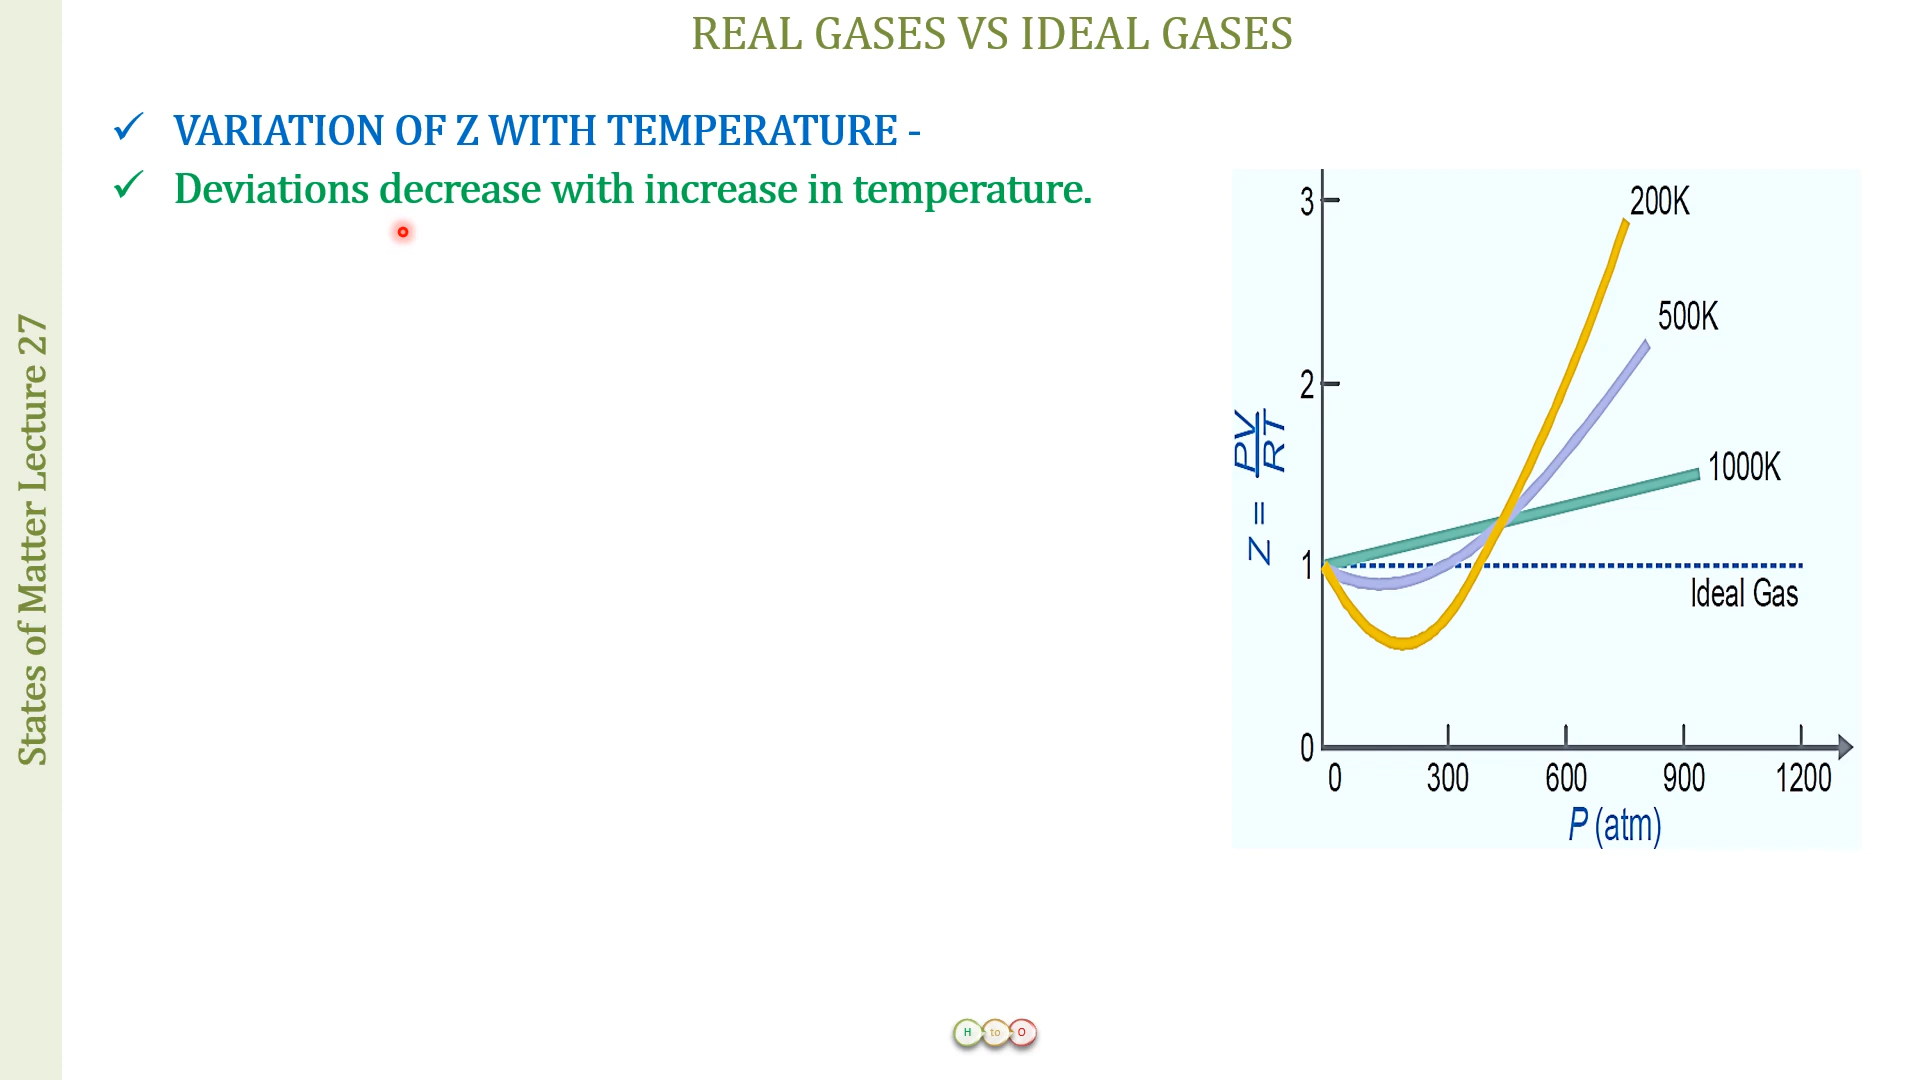 REAL GASES VS IDEAL GASES
States of Matter Lecture 27
✓ VARIATION OF Z WITH TEMPERATURE -
✓ Deviations decrease with increase in temperature.
3
200K
500K
2
Z = PV/RT
1000K
1
Ideal Gas
0
0 300 600 900 1200
P (atm)
H to O